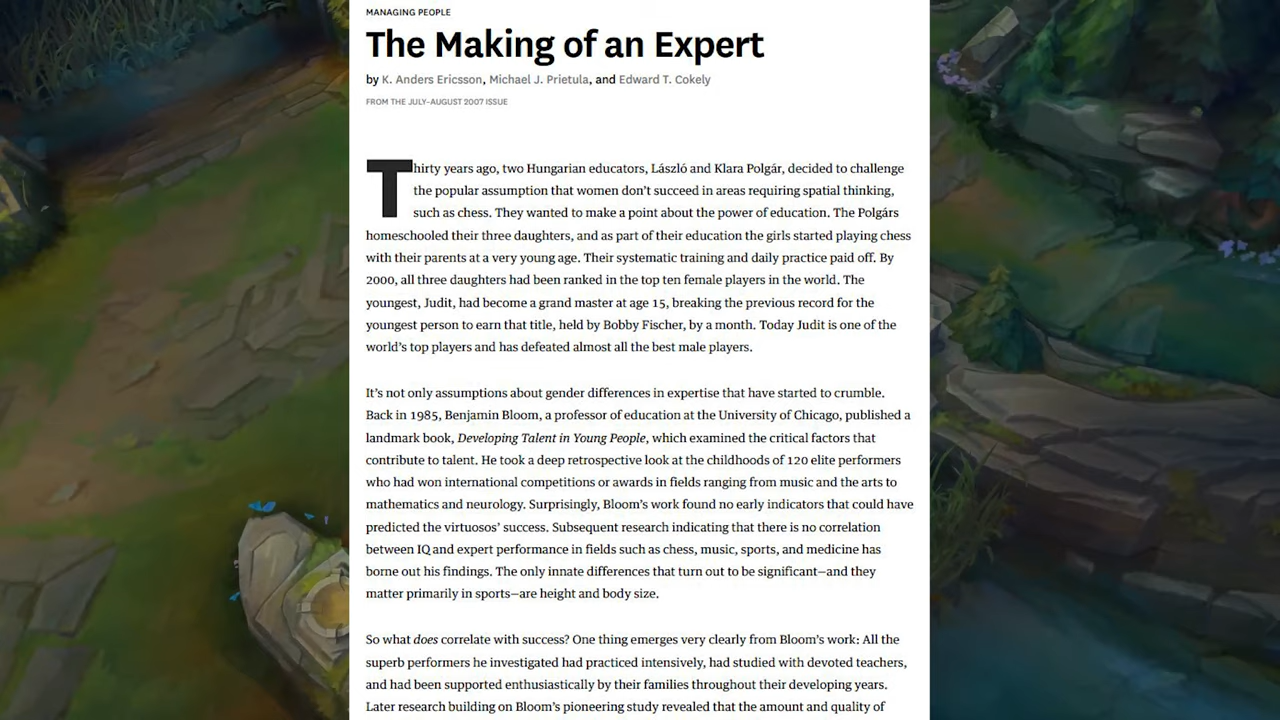 MANAGING PEOPLE
The Making of an Expert
by K. Anders Ericsson, Michael J. Prietula, and Edward T. Cokely
FROM THE JULY–AUGUST 2007 ISSUE
Thirty years ago, two Hungarian educators, László and Klara Polgár, decided to challenge
the popular assumption that women don’t succeed in areas requiring spatial thinking,
such as chess. They wanted to make a point about the power of education. The Polgárs
homeschooled their three daughters, and as part of their education the girls started playing chess
with their parents at a very young age. Their systematic training and daily practice paid off. By
2000, all three daughters had been ranked in the top ten female players in the world. The
youngest, Judit, had become a grand master at age 15, breaking the previous record for the
youngest person to earn that title, held by Bobby Fischer, by a month. Today Judit is one of the
world’s top players and has defeated almost all the best male players.
It’s not only assumptions about gender differences in expertise that have started to crumble.
Back in 1985, Benjamin Bloom, a professor of education at the University of Chicago, published a
landmark book, Developing Talent in Young People, which examined the critical factors that
contribute to talent. He took a deep retrospective look at the childhoods of 120 elite performers
who had won international competitions or awards in fields ranging from music and the arts to
mathematics and neurology. Surprisingly, Bloom’s work found no early indicators that could have
predicted the virtuosos’ success. Subsequent research indicating that there is no correlation
between IQ and expert performance in fields such as chess, music, sports, and medicine has
borne out his findings. The only innate differences that turn out to be significant—and they
matter primarily in sports—are height and body size.
So what does correlate with success? One thing emerges very clearly from Bloom’s work: All the
superb performers he investigated had practiced intensively, had studied with devoted teachers,
and had been supported enthusiastically by their families throughout their developing years.
Later research building on Bloom’s pioneering study revealed that the amount and quality of